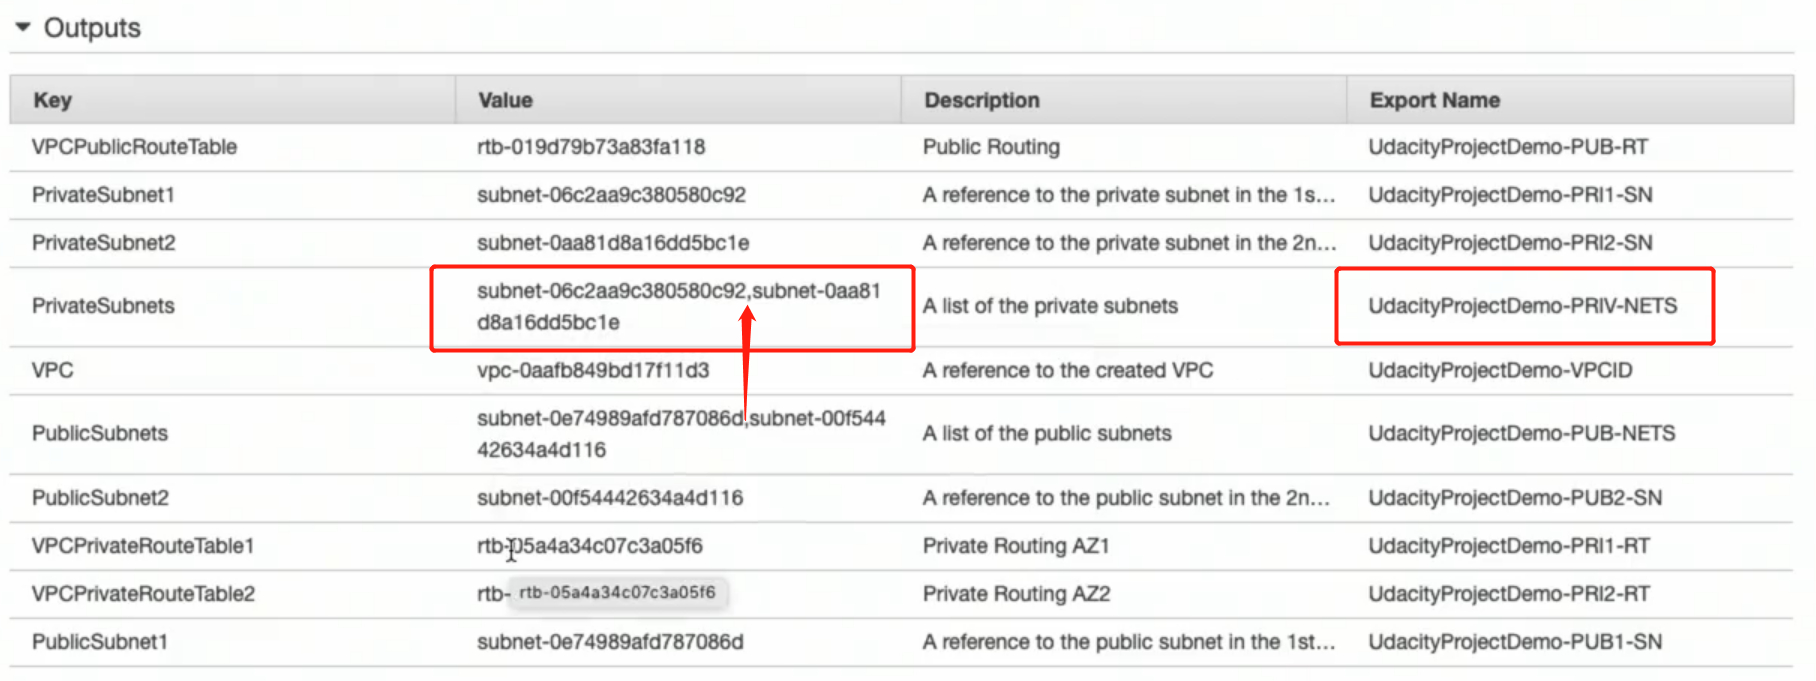 Outputs
Key Value Description Export Name
VPCPublicRouteTable rtb-019d79b73a83fa118 Public Routing UdacityProjectDemo-PUB-RT
PrivateSubnet1 subnet-06c2aa9c380580c92 A reference to the private subnet in the 1s... UdacityProjectDemo-PRI1-SN
PrivateSubnet2 subnet-0aa81d8a16dd5bc1e A reference to the private subnet in the 2n... UdacityProjectDemo-PRI2-SN
PrivateSubnets subnet-06c2aa9c380580c92,subnet-0aa81
d8a16dd5bc1e A list of the private subnets UdacityProjectDemo-PRIV-NETS
VPC vpc-0aafb849bd17f11d3 A reference to the created VPC UdacityProjectDemo-VPCID
PublicSubnets subnet-0e74989afd787086d,subnet-00f544
42634a4d116 A list of the public subnets UdacityProjectDemo-PUB-NETS
PublicSubnet2 subnet-00f54442634a4d116 A reference to the public subnet in the 2n... UdacityProjectDemo-PUB2-SN
VPCPrivateRouteTable1 rtb-05a4a34c07c3a05f6 Private Routing AZ1 UdacityProjectDemo-PRI1-RT
VPCPrivateRouteTable2 rtb- rtb-05a4a34c07c3a05f6 Private Routing AZ2 UdacityProjectDemo-PRI2-RT
PublicSubnet1 subnet-0e74989afd787086d A reference to the public subnet in the 1st... UdacityProjectDemo-PUB1-SN